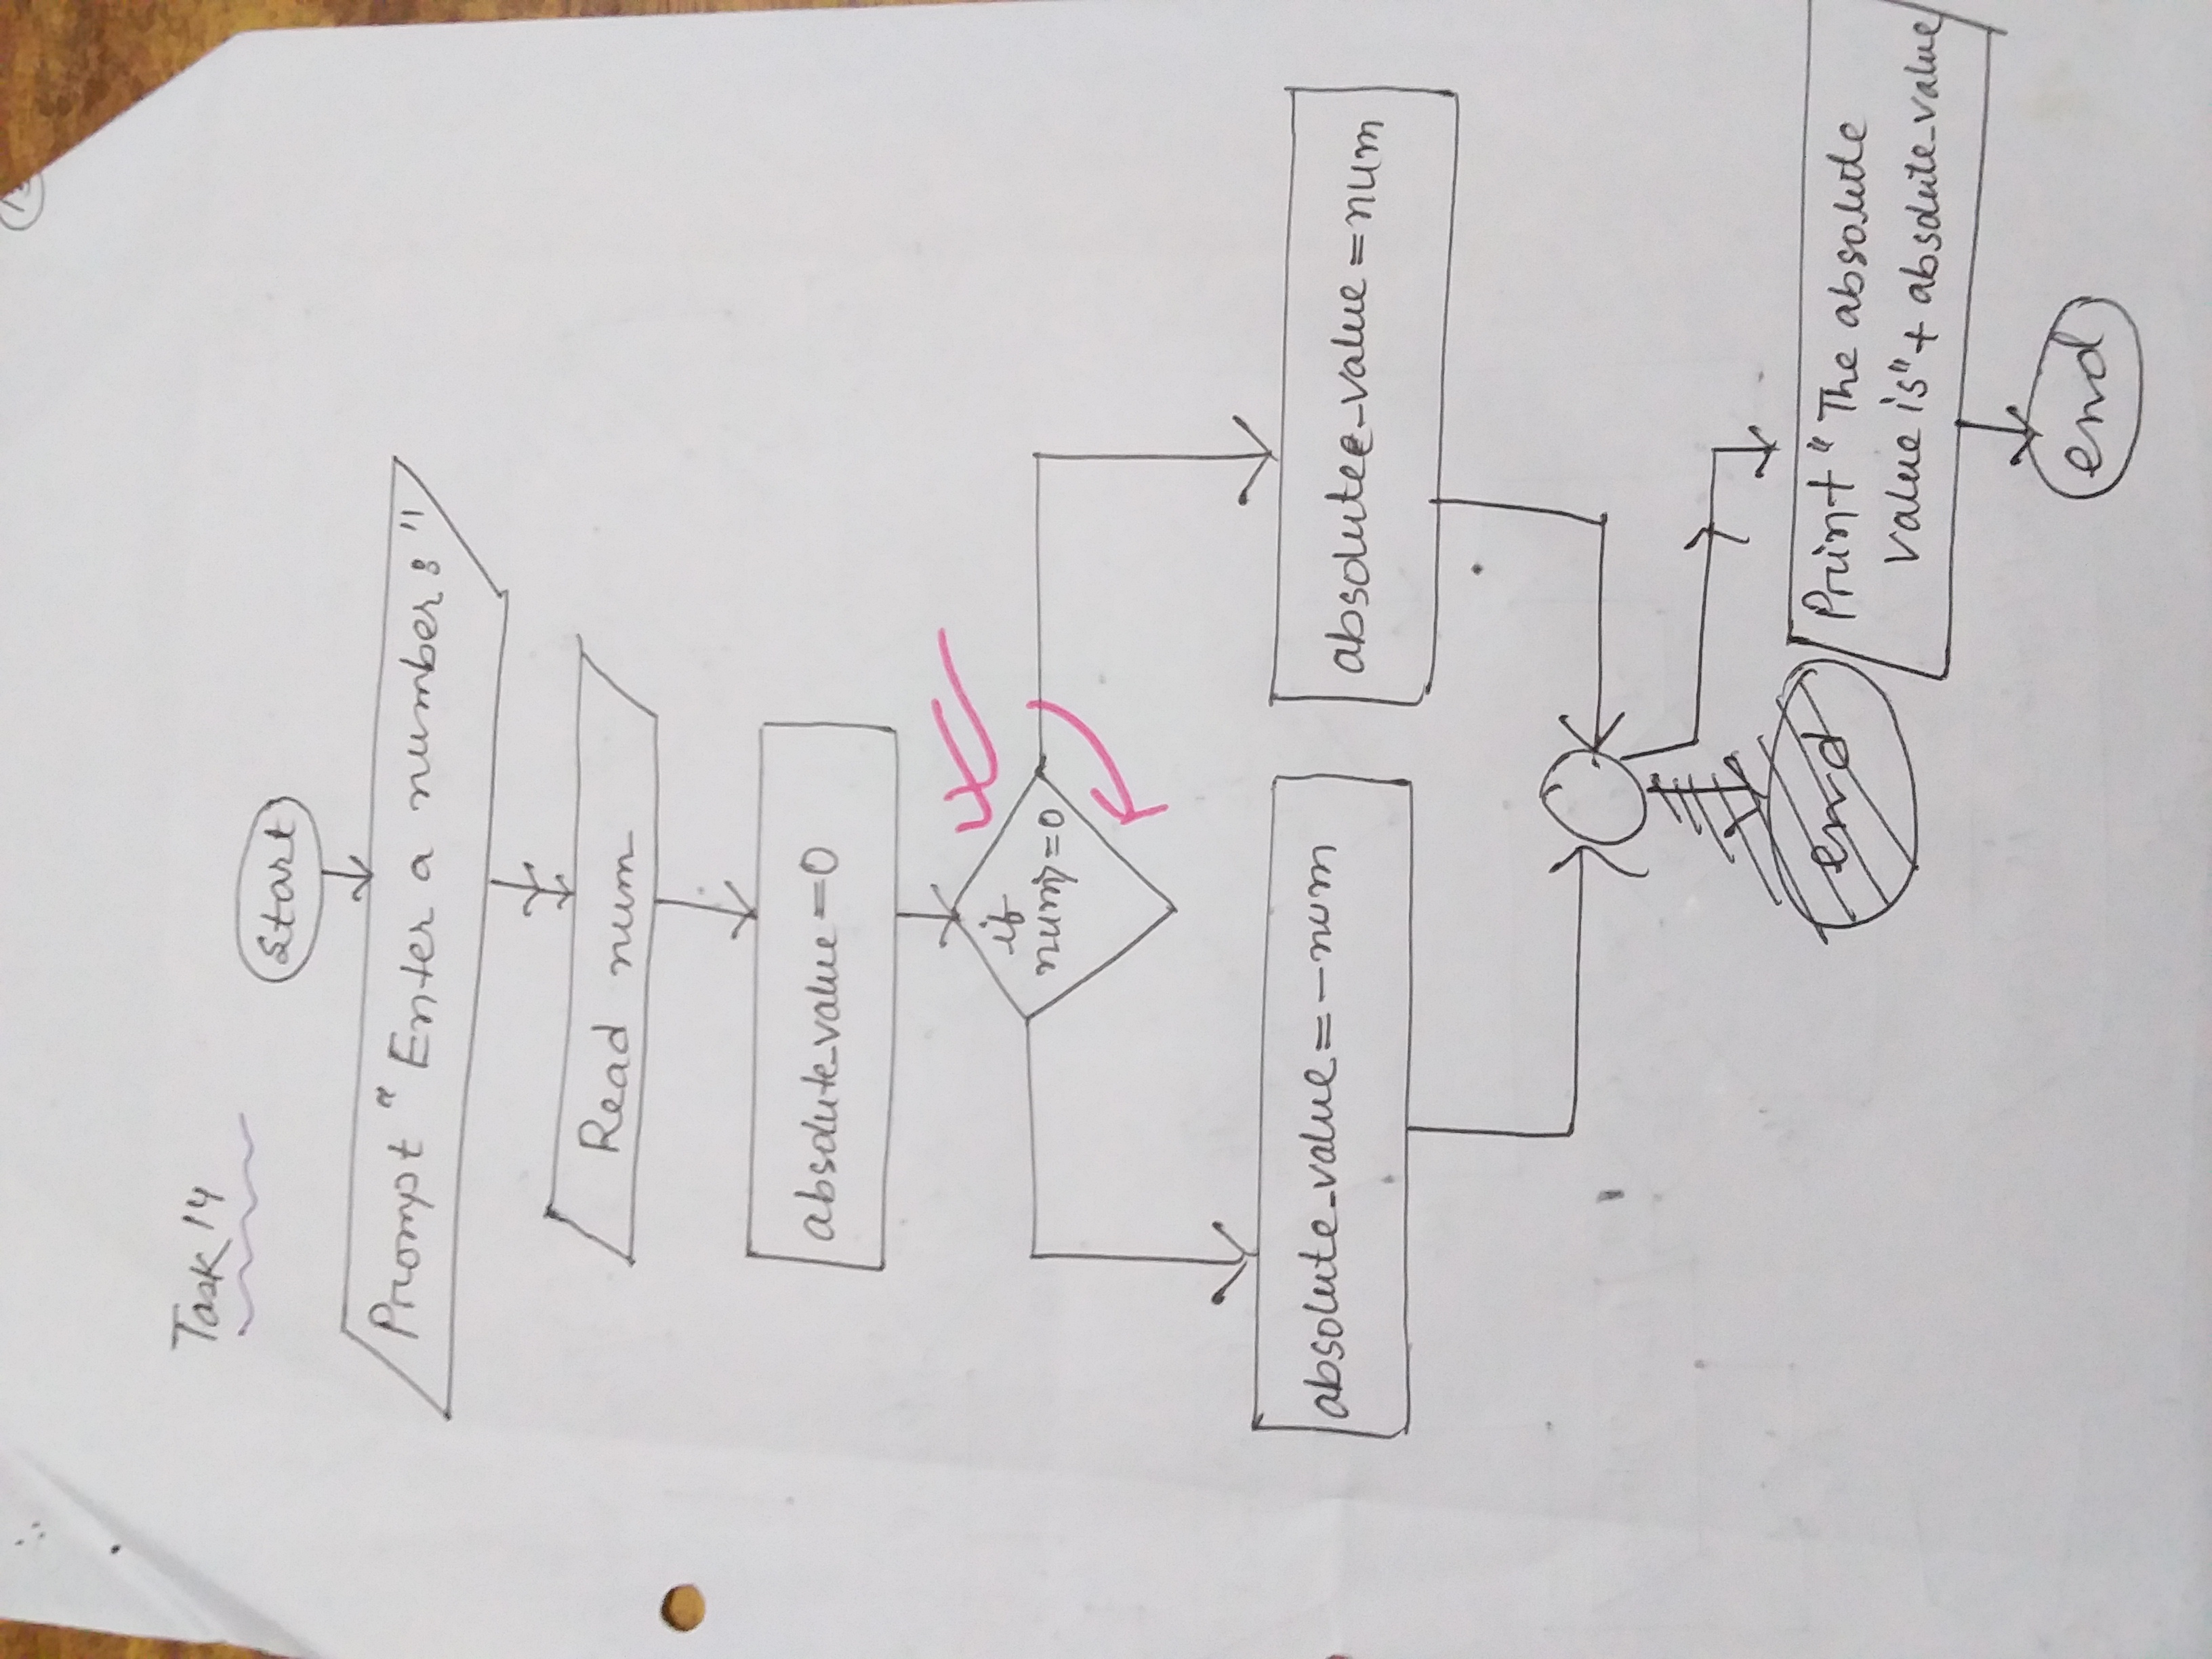 Task 14
Start
Prompt "Enter a number:"
Read num
absolute_value=0
if
num>=0
absolute_value=-num
absolutee_value=num
end
Print "The absolute
value is"+ absolute_value
end